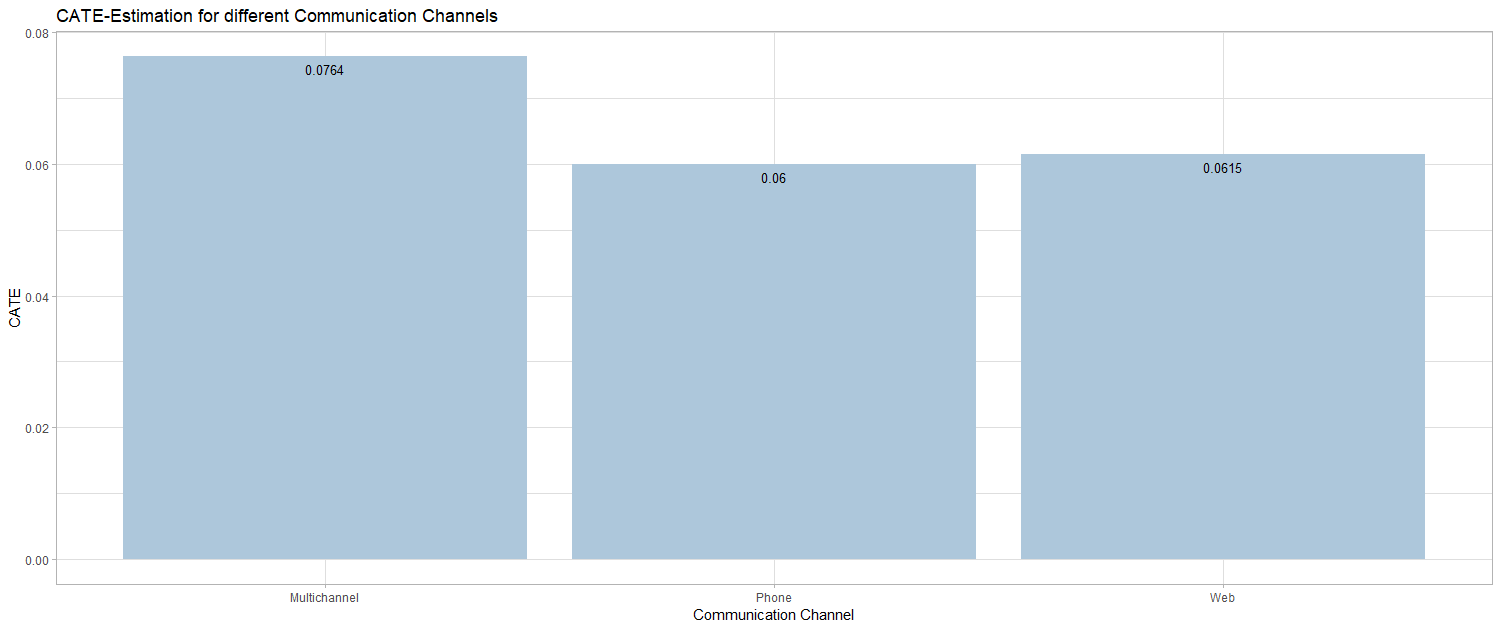 CATE-Estimation for different Communication Channels
0.08
0.06
0.04
0.02
0.00
CATE
0.0764
0.06
0.0615
Multichannel
Phone
Web
Communication Channel